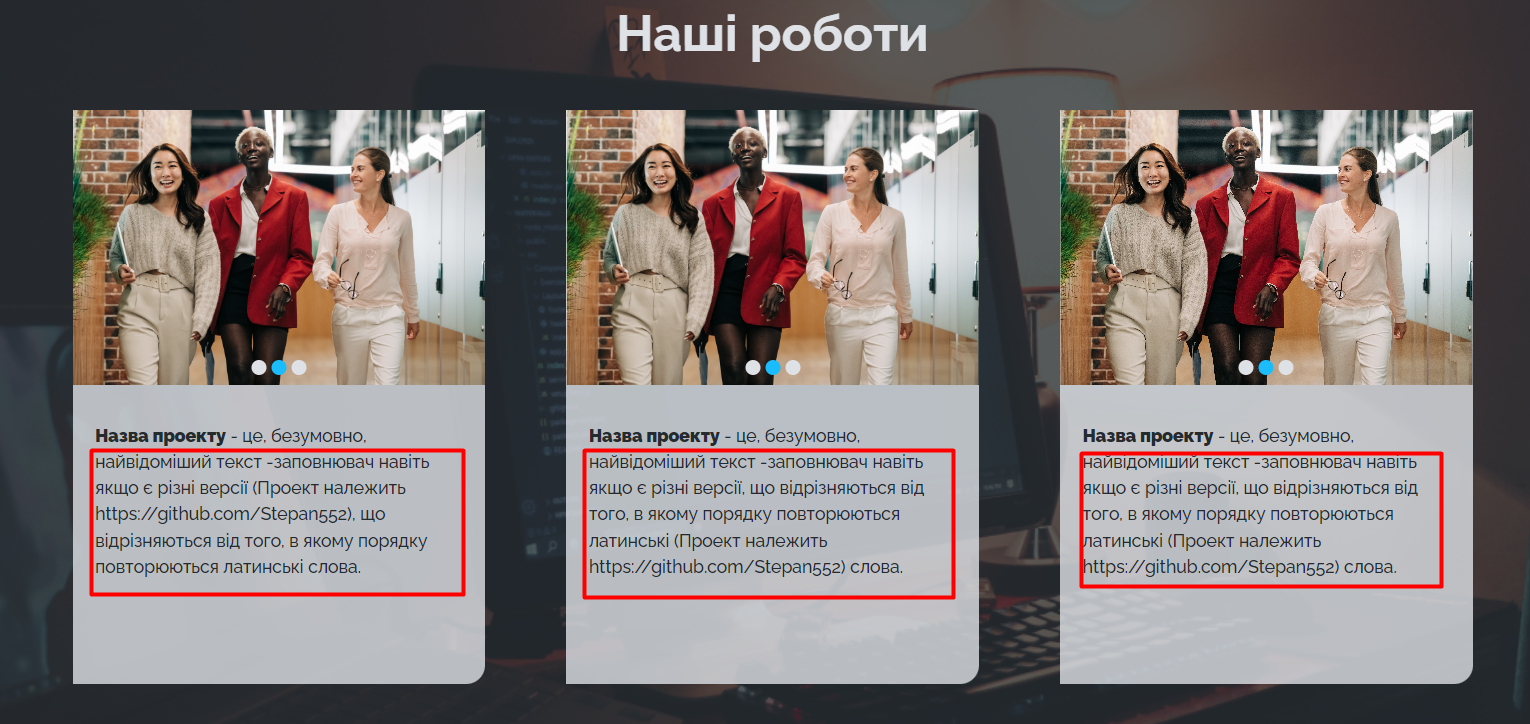 Наші роботи
Назва проекту - це, безумовно,
найвідоміший текст -заповнювач навіть
якщо є різні версії (Проект належить
https://github.com/Stepan552), що
відрізняються від того, в якому порядку
повторюються латинські слова.
Назва проекту - це, безумовно,
найвідоміший текст -заповнювач навіть
якщо є різні версії, що відрізняються від
того, в якому порядку повторюються
латинські (Проект належить
https://github.com/Stepan552) слова.
Назва проекту - це, безумовно,
найвідоміший текст -заповнювач навіть
якщо є різні версії, що відрізняються від
того, в якому порядку повторюються
латинські (Проект належить
https://github.com/Stepan552) слова.